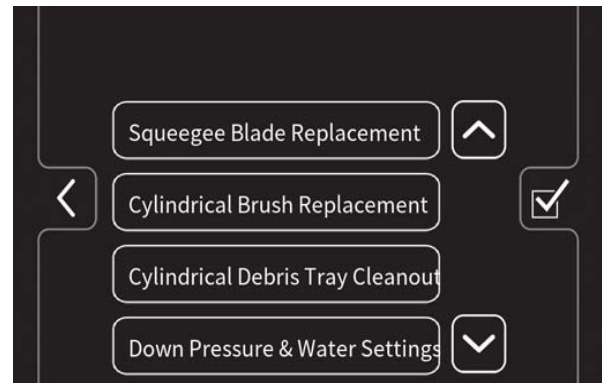 Squeegee Blade Replacement
Cylindrical Brush Replacement
Cylindrical Debris Tray Cleanout
Down Pressure & Water Settings